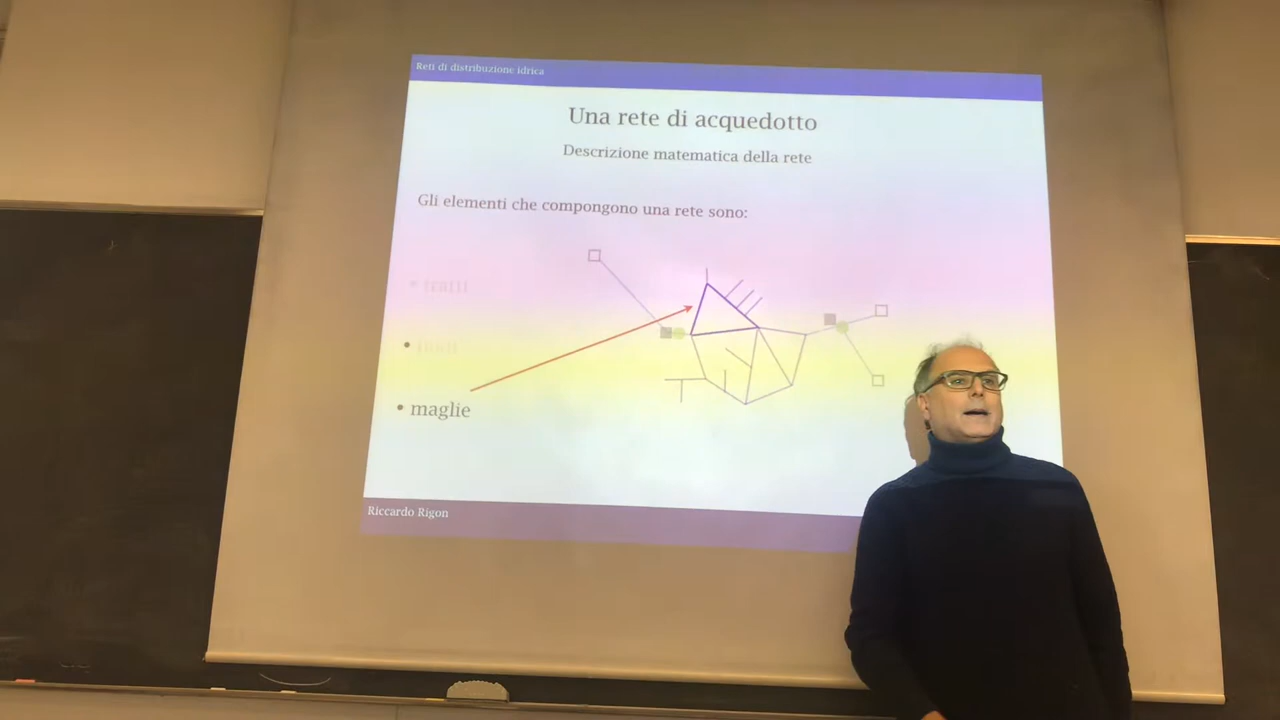 Reti di distribuzione idrica
Una rete di acquedotto
Descrizione matematica della rete
Gli elementi che compongono una rete sono:
• tratti
• nodi
• maglie
Riccardo Rigon